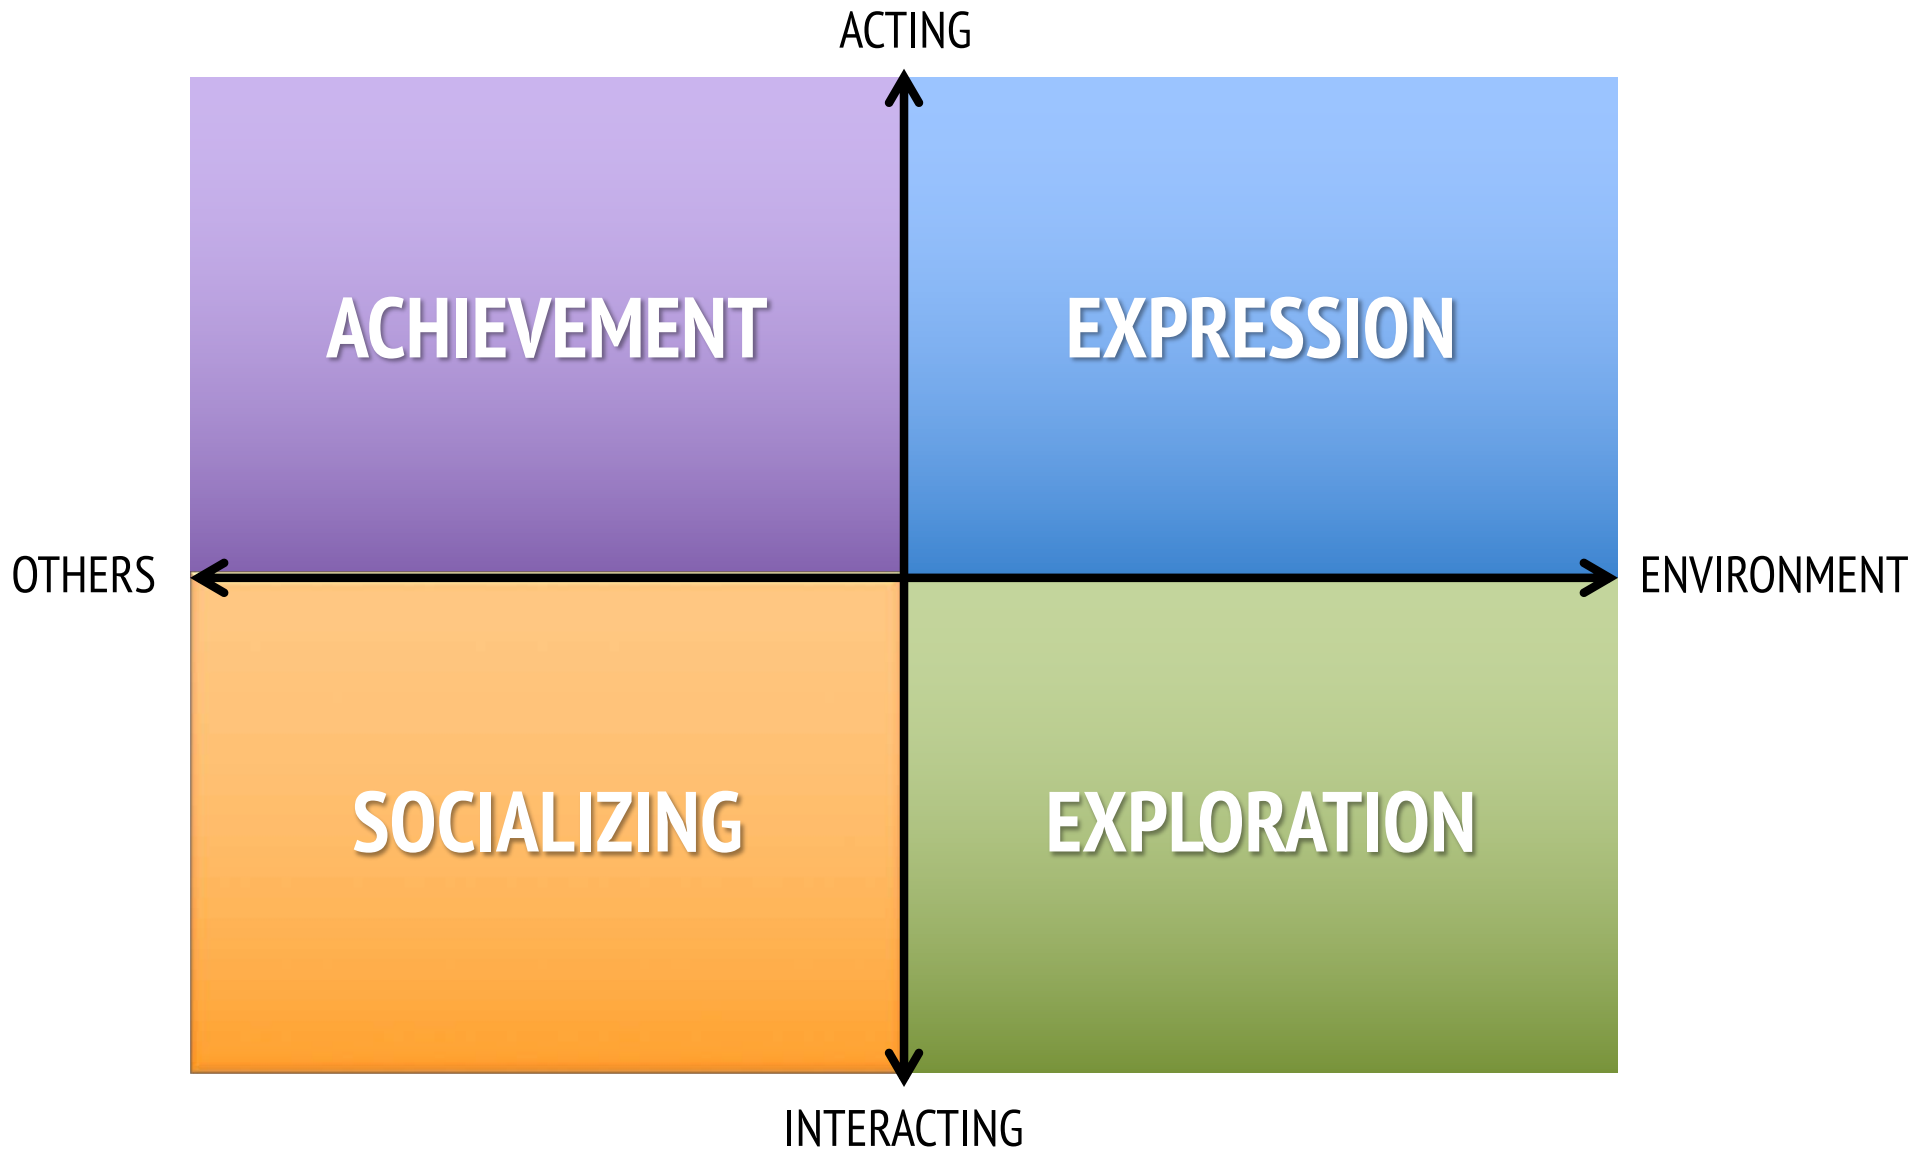 ACTING
ACHIEVEMENT
EXPRESSION
OTHERS
ENVIRONMENT
SOCIALIZING
EXPLORATION
INTERACTING